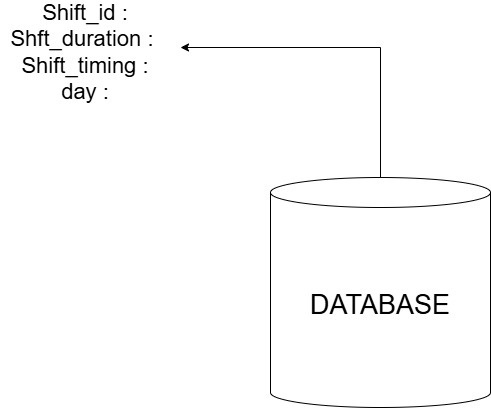 Shift_id :
Shft_duration :
Shift_timing :
day :
DATABASE